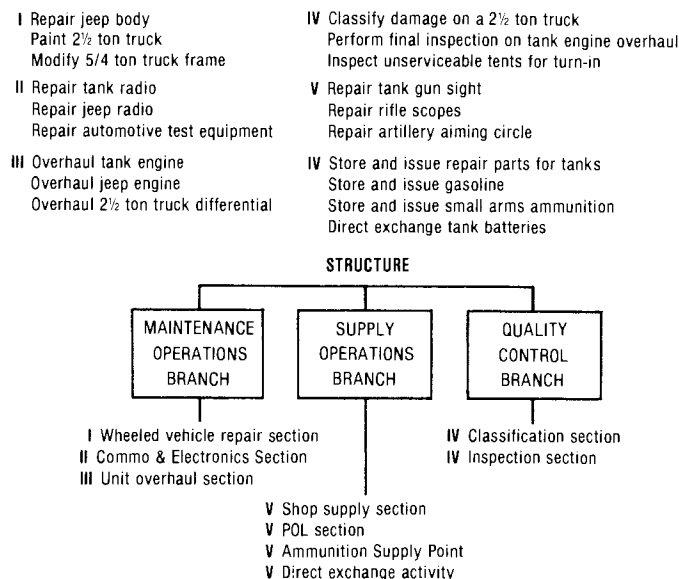 I Repair jeep body
Paint 2½ ton truck
Modify 5/4 ton truck frame
II Repair tank radio
Repair jeep radio
Repair automotive test equipment
III Overhaul tank engine
Overhaul jeep engine
Overhaul 2½ ton truck differential
IV Classify damage on a 2½ ton truck
Perform final inspection on tank engine overhaul
Inspect unserviceable tents for turn-in
V Repair tank gun sight
Repair rifle scopes
Repair artillery aiming circle
IV Store and issue repair parts for tanks
Store and issue gasoline
Store and issue small arms ammunition
Direct exchange tank batteries
STRUCTURE
MAINTENANCE
OPERATIONS
BRANCH
SUPPLY
OPERATIONS
BRANCH
QUALITY
CONTROL
BRANCH
I Wheeled vehicle repair section
II Commo & Electronics Section
III Unit overhaul section
IV Classification section
IV Inspection section
V Shop supply section
V POL section
V Ammunition Supply Point
V Direct exchange activity